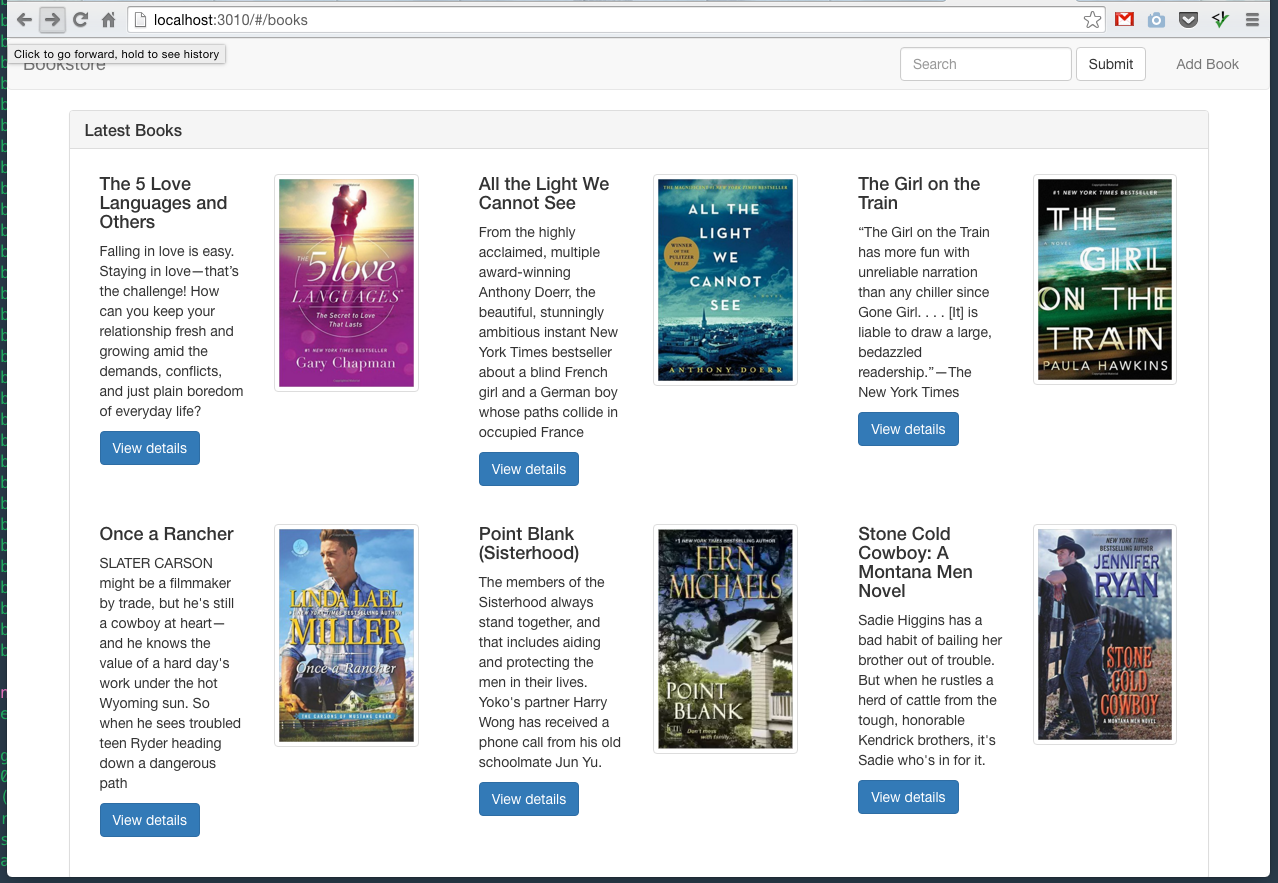 localhost:3010/#/books
Click to go forward, hold to see history
Bookstore
Search
Submit
Add Book
Latest Books
The 5 Love
Languages and
Others
Falling in love is easy.
Staying in love—that's
the challenge! How
can you keep your
relationship fresh and
growing amid the
demands, conflicts,
and just plain boredom
of everyday life?
View details
THE
5 love
LANGUAGES
The Secret to Love
That Lasts
#1 NEW YORK TIMES BESTSELLER
Gary Chapman
All the Light We
Cannot See
From the highly
acclaimed, multiple
award-winning
Anthony Doerr, the
beautiful, stunningly
ambitious instant New
York Times bestseller
about a blind French
girl and a German boy
whose paths collide in
occupied France
View details
THE MAGNIFICENT #1 NEW YORK TIMES BESTSELLER
ALL THE
LIGHT
WE
CANNOT
SEE
WINNER
OF THE
PULITZER
PRIZE
ANTHONY DOERR
The Girl on the
Train
“The Girl on the Train
has more fun with
unreliable narration
than any chiller since
Gone Girl. . . . [It] is
liable to draw a large,
bedazzled
readership.”—The
New York Times
View details
#1 NEW YORK TIMES BESTSELLER
THE
A NOVEL
GIRL
ON THE
TRAIN
PAULA HAWKINS
Once a Rancher
SLATER CARSON
might be a filmmaker
by trade, but he's still
a cowboy at heart—
and he knows the
value of a hard day's
work under the hot
Wyoming sun. So
when he sees troubled
teen Ryder heading
down a dangerous
path
View details
LINDA LAEL
#1 NEW YORK TIMES BESTSELLING AUTHOR
MILLER
Once a Rancher
THE CARSONS OF MUSTANG CREEK
Point Blank
(Sisterhood)
The members of the
Sisterhood always
stand together, and
that includes aiding
and protecting the
men in their lives.
Yoko's partner Harry
Wong has received a
phone call from his old
schoolmate Jun Yu.
View details
#1 NEW YORK TIMES BESTSELLING AUTHOR
FERN
MICHAELS
POINT
BLANK
Don't mess
with family.
Stone Cold
Cowboy: A
Montana Men
Novel
Sadie Higgins has a
bad habit of bailing her
brother out of trouble.
But when he rustles a
herd of cattle from the
tough, honorable
Kendrick brothers, it's
Sadie who's in for it.
View details
NEW YORK TIMES
BESTSELLING AUTHOR
JENNIFER
RYAN
STONE
COLD
COWBOY
A MONTANA MEN NOVEL